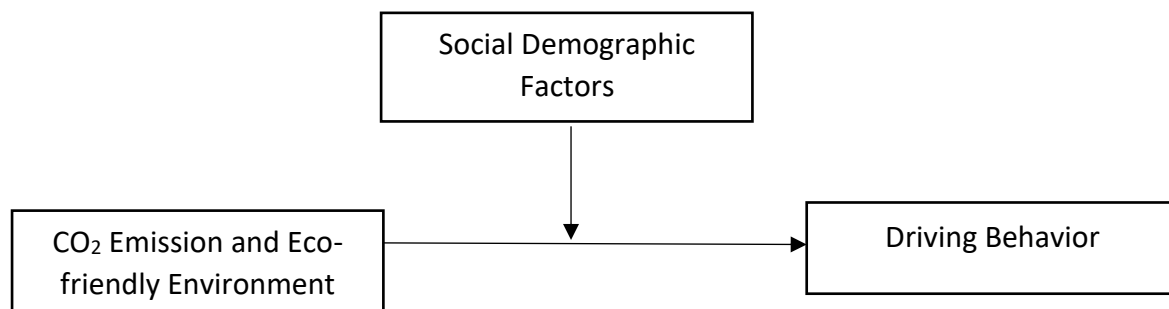 Social Demographic
Factors
CO₂ Emission and Eco-
friendly Environment
Driving Behavior